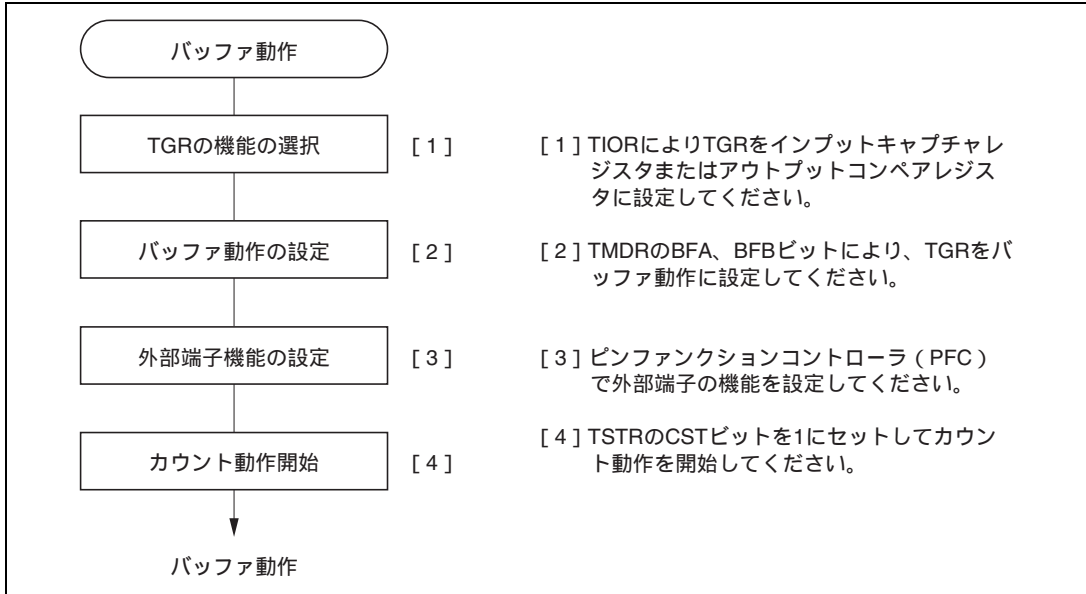 バッファ動作
TGRの機能の選択
[ 1 ]
[ 1 ] TIORによりTGRをインプットキャプチャレ
ジスタまたはアウトプットコンペアレジス
タに設定してください。
バッファ動作の設定
[ 2 ]
[ 2 ] TMDRのBFA、BFBビットにより、TGRをバ
ッファ動作に設定してください。
外部端子機能の設定
[ 3 ]
[ 3 ] ピンファンクションコントローラ（PFC）
で外部端子の機能を設定してください。
カウント動作開始
[ 4 ]
[ 4 ] TSTRのCSTビットを1にセットしてカウン
ト動作を開始してください。
バッファ動作